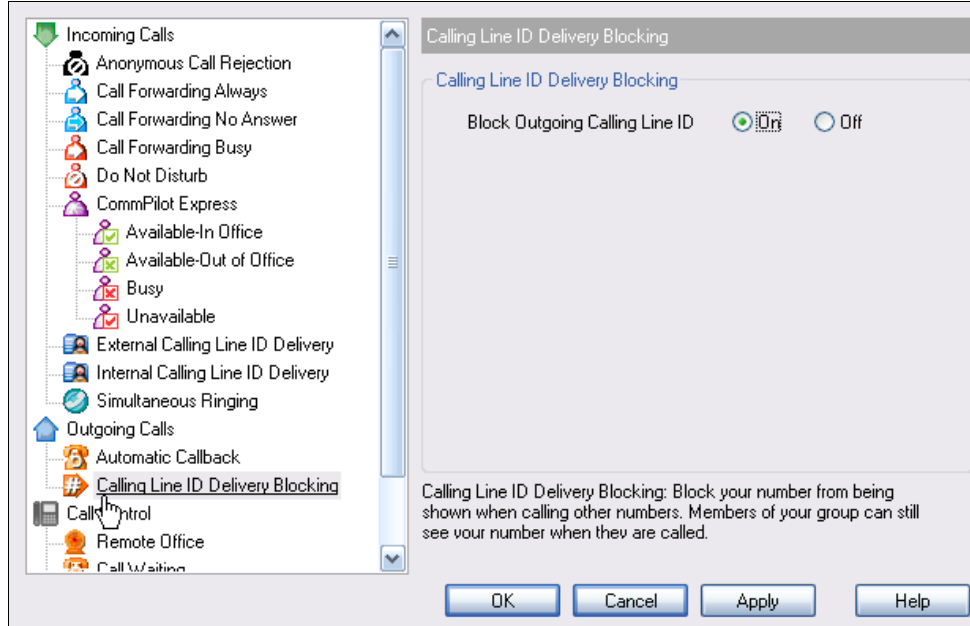 Incoming Calls
Anonymous Call Rejection
Call Forwarding Always
Call Forwarding No Answer
Call Forwarding Busy
Do Not Disturb
CommPilot Express
Available-In Office
Available-Out of Office
Busy
Unavailable
External Calling Line ID Delivery
Internal Calling Line ID Delivery
Simultaneous Ringing
Outgoing Calls
Automatic Callback
Calling Line ID Delivery Blocking
Call Control
Remote Office
Call Waiting
Calling Line ID Delivery Blocking
Calling Line ID Delivery Blocking
Block Outgoing Calling Line ID On Off
Calling Line ID Delivery Blocking: Block your number from being
shown when calling other numbers. Members of your group can still
see your number when they are called.
OK Cancel Apply Help